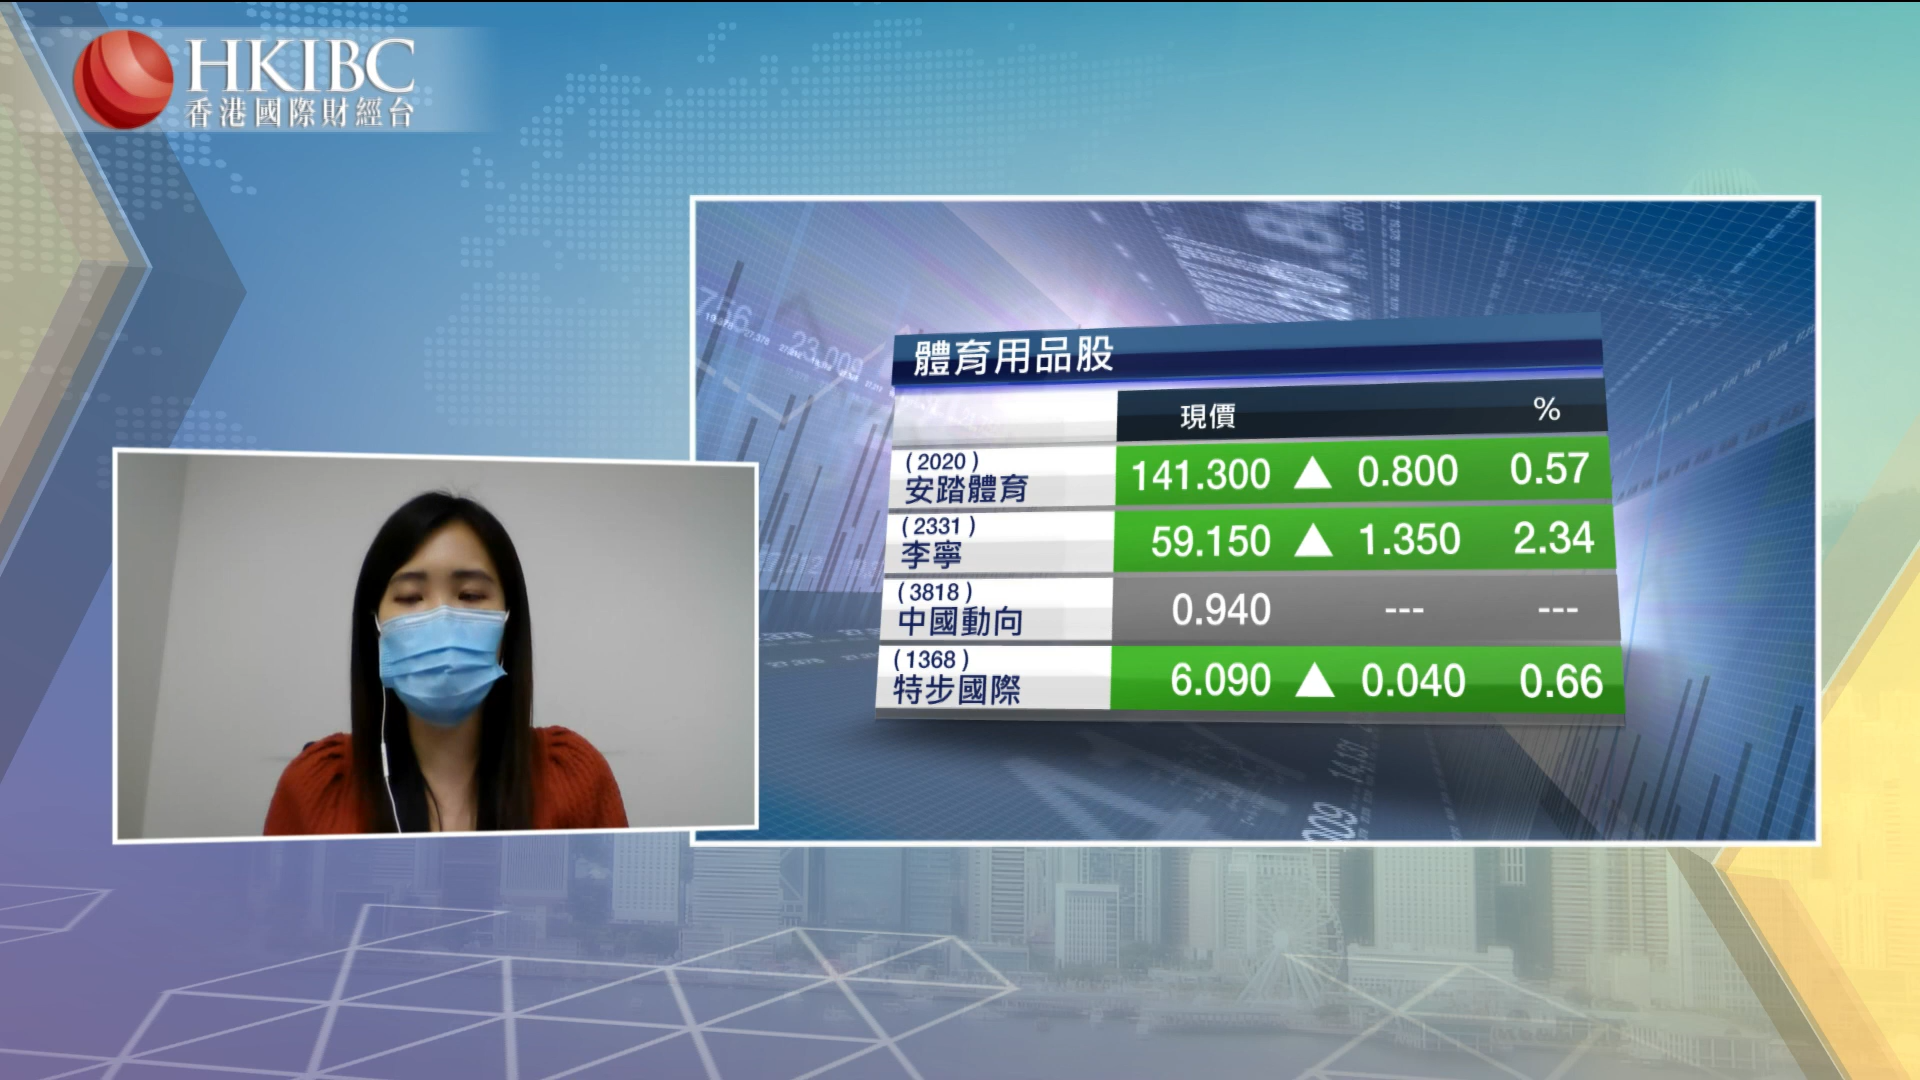 HKIBC
香港國際財經台
體育用品股
現價 %
(2020)
安踏體育 141.300 ▲ 0.800 0.57
(2331)
李寧 59.150 ▲ 1.350 2.34
(3818)
中國動向 0.940 --- ---
(1368)
特步國際 6.090 ▲ 0.040 0.66